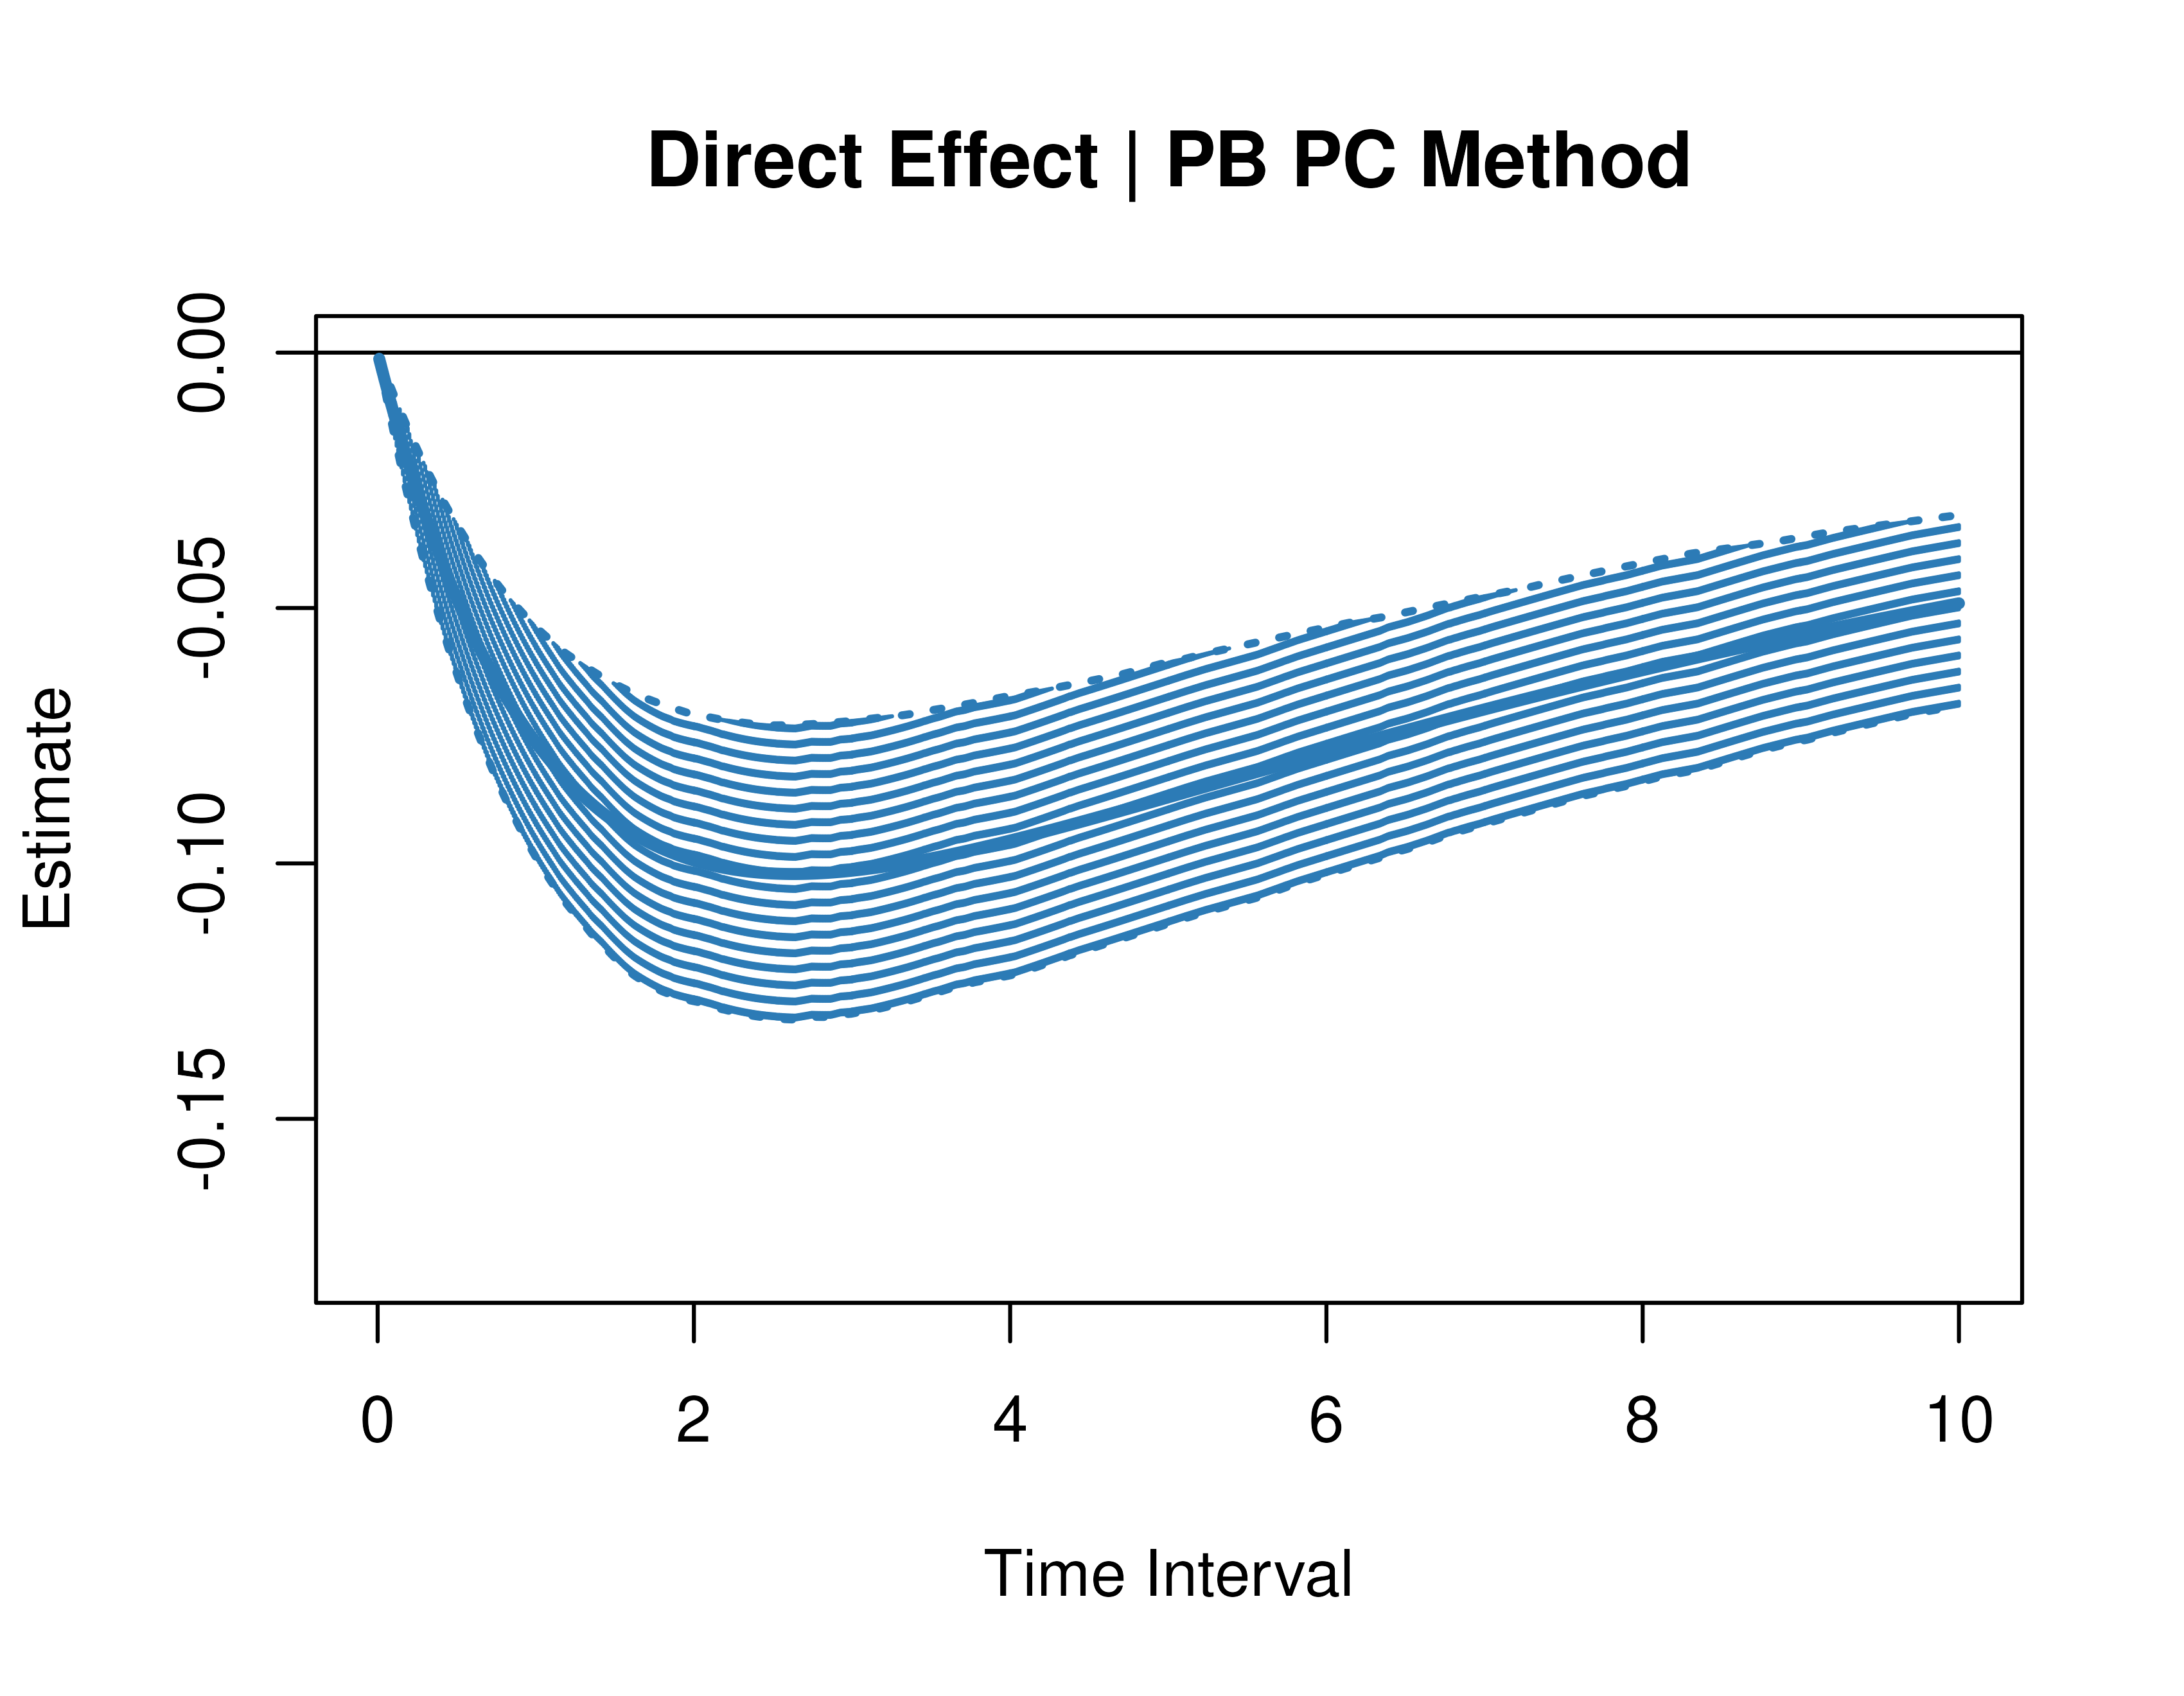 Direct Effect | PB PC Method
Estimate
0.00
-0.05
-0.10
-0.15
0 2 4 6 8 10
Time Interval